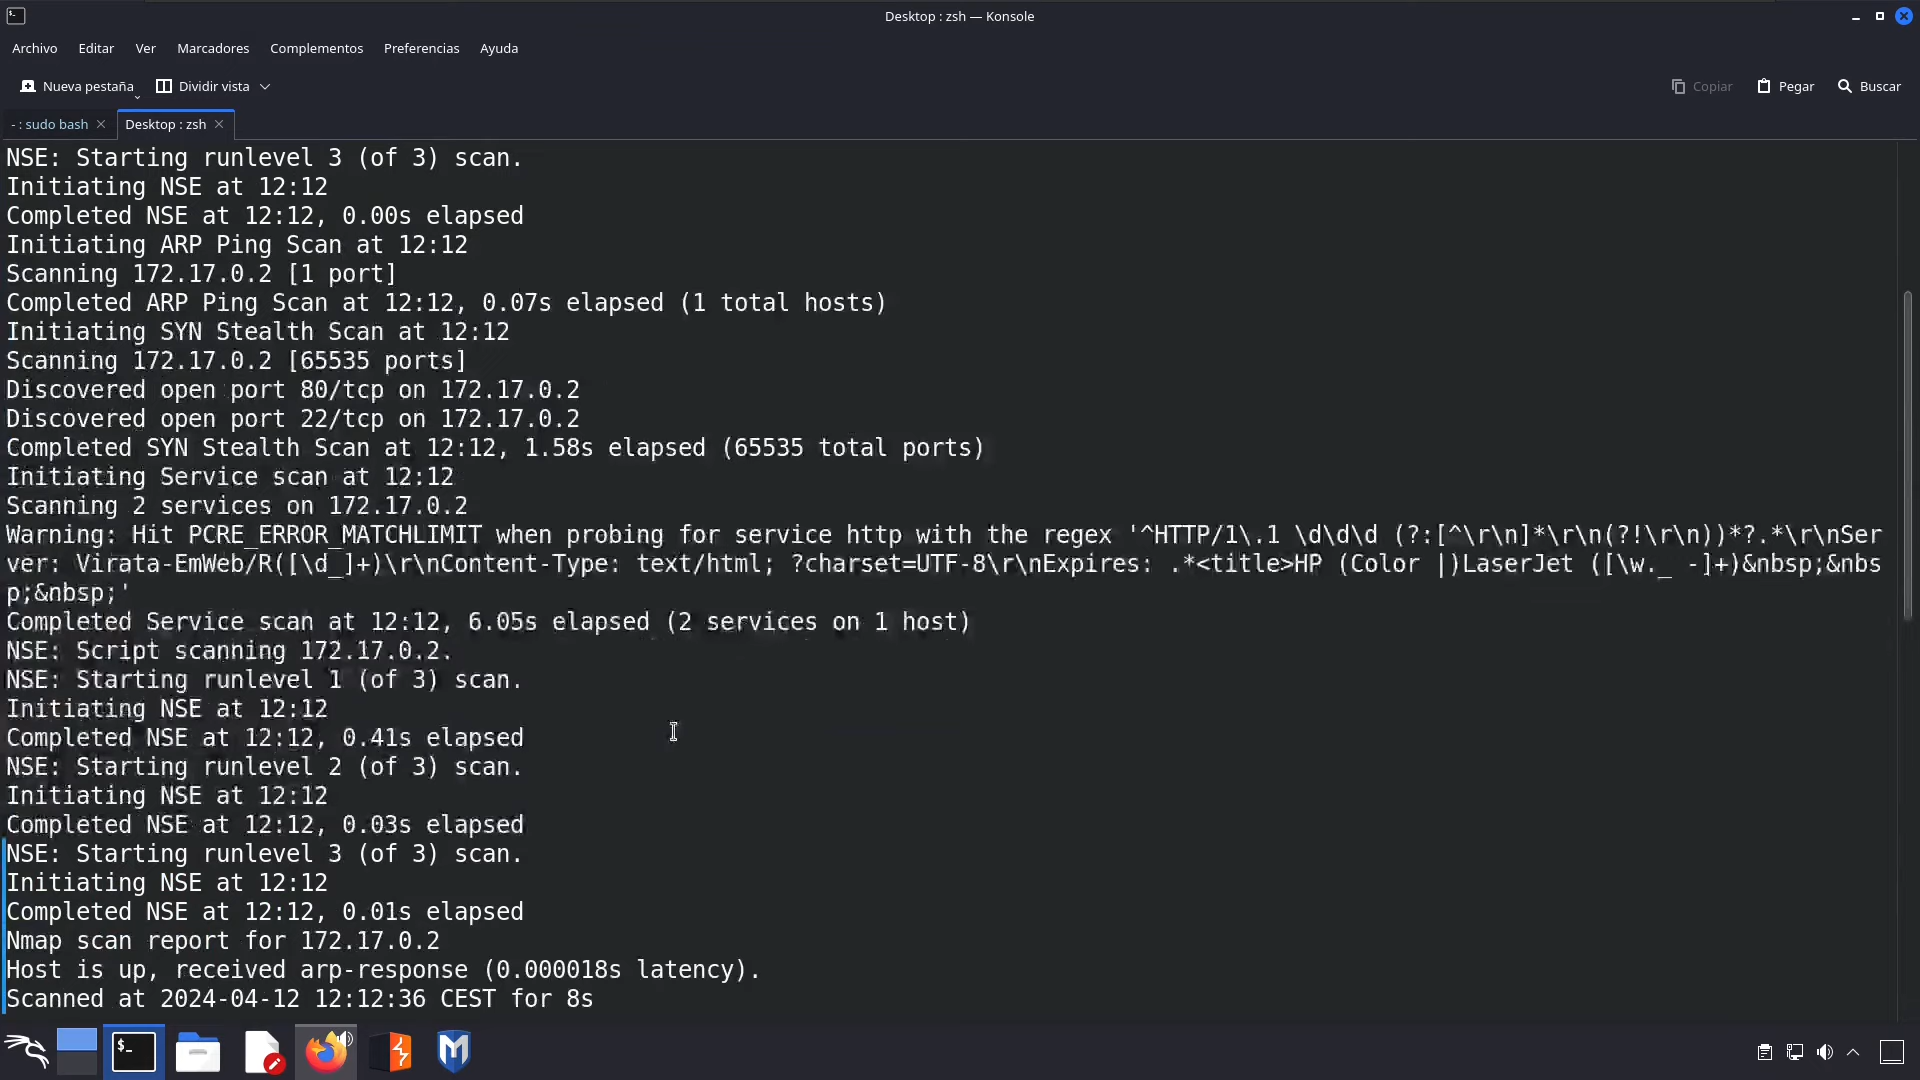 Desktop : zsh — Konsole
Archivo Editar Ver Marcadores Complementos Preferencias Ayuda
Nueva pestaña Dividir vista Copiar Pegar Buscar
- : sudo bash Desktop : zsh
NSE: Starting runlevel 3 (of 3) scan.
Initiating NSE at 12:12
Completed NSE at 12:12, 0.00s elapsed
Initiating ARP Ping Scan at 12:12
Scanning 172.17.0.2 [1 port]
Completed ARP Ping Scan at 12:12, 0.07s elapsed (1 total hosts)
Initiating SYN Stealth Scan at 12:12
Scanning 172.17.0.2 [65535 ports]
Discovered open port 80/tcp on 172.17.0.2
Discovered open port 22/tcp on 172.17.0.2
Completed SYN Stealth Scan at 12:12, 1.58s elapsed (65535 total ports)
Initiating Service scan at 12:12
Scanning 2 services on 172.17.0.2
Warning: Hit PCRE_ERROR_MATCHLIMIT when probing for service http with the regex '^HTTP/1\.1 \d\d\d (?:[^\r\n]*\r\n(?!\r\n))*?.*\r\nSer
ver: Virata-EmWeb/R([\d_]+)\r\nContent-Type: text/html; ?charset=UTF-8\r\nExpires: .*<title>HP (Color |)LaserJet ([\w._ -]+)&nbsp;&nbs
p;&nbsp;'
Completed Service scan at 12:12, 6.05s elapsed (2 services on 1 host)
NSE: Script scanning 172.17.0.2.
NSE: Starting runlevel 1 (of 3) scan.
Initiating NSE at 12:12
Completed NSE at 12:12, 0.41s elapsed
NSE: Starting runlevel 2 (of 3) scan.
Initiating NSE at 12:12
Completed NSE at 12:12, 0.03s elapsed
NSE: Starting runlevel 3 (of 3) scan.
Initiating NSE at 12:12
Completed NSE at 12:12, 0.01s elapsed
Nmap scan report for 172.17.0.2
Host is up, received arp-response (0.000018s latency).
Scanned at 2024-04-12 12:12:36 CEST for 8s